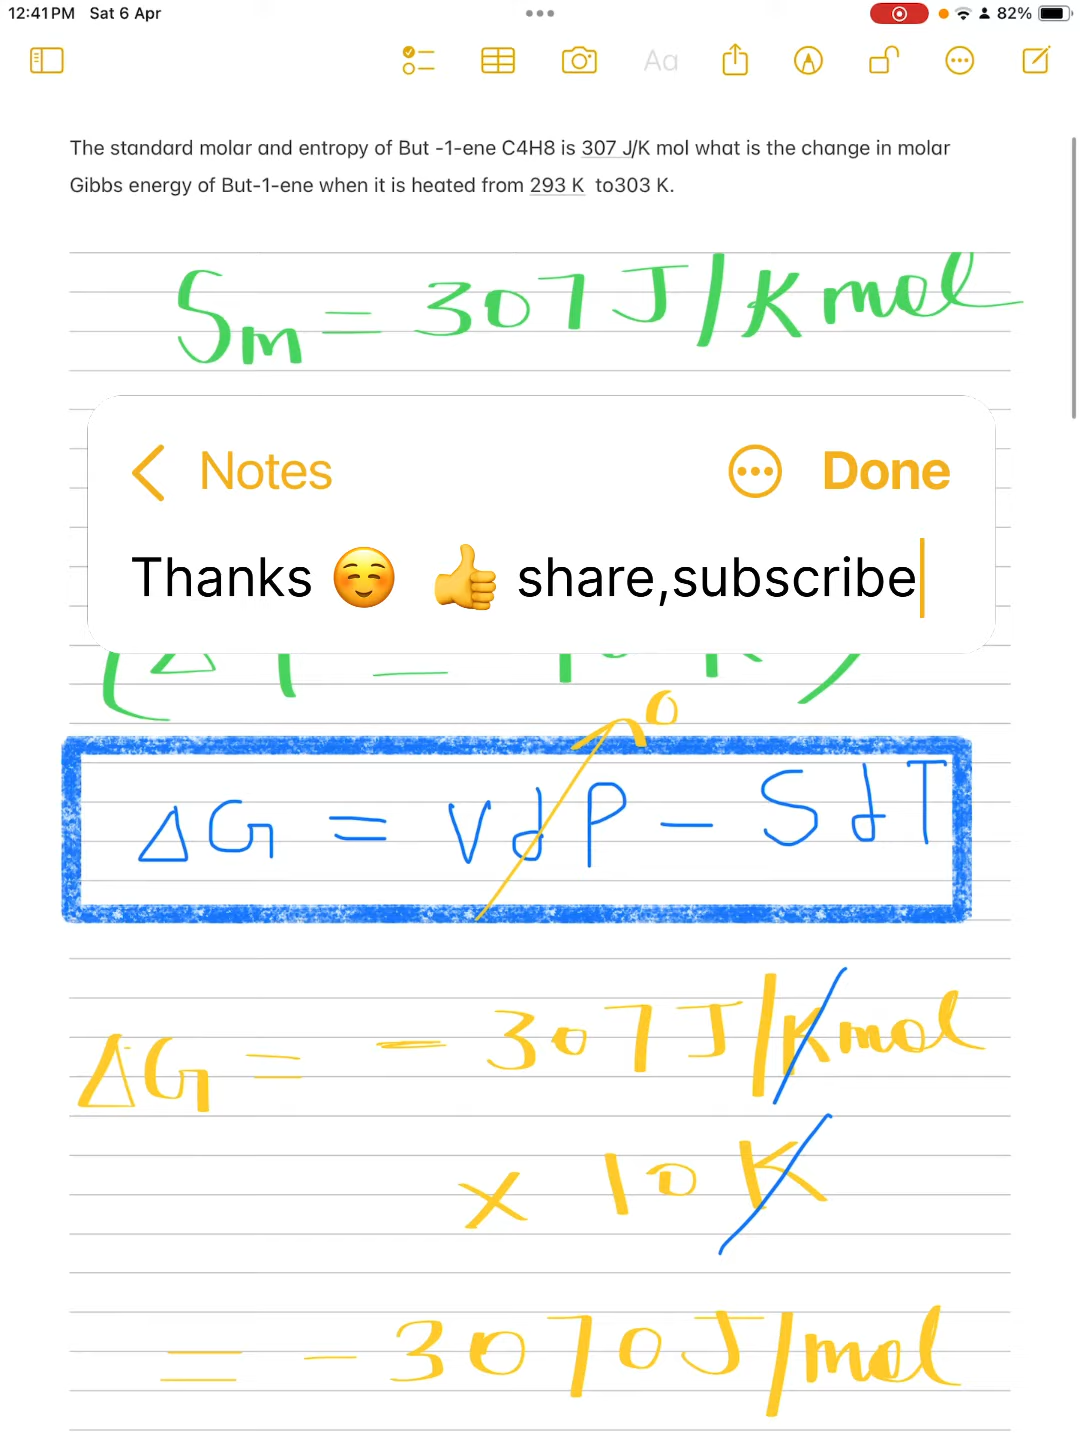 12:41 PM Sat 6 Apr
82%
Aa
The standard molar and entropy of But -1-ene C4H8 is 307 J/K mol what is the change in molar
Gibbs energy of But-1-ene when it is heated from 293 K to303 K.
Sm = 307 J/K mol
Notes
Done
Thanks ☺️ 👍 share,subscribe
0
ΔG = VdP - SdT
ΔG = - 307 J/K mol
x 10 K
= - 3070 J/mol